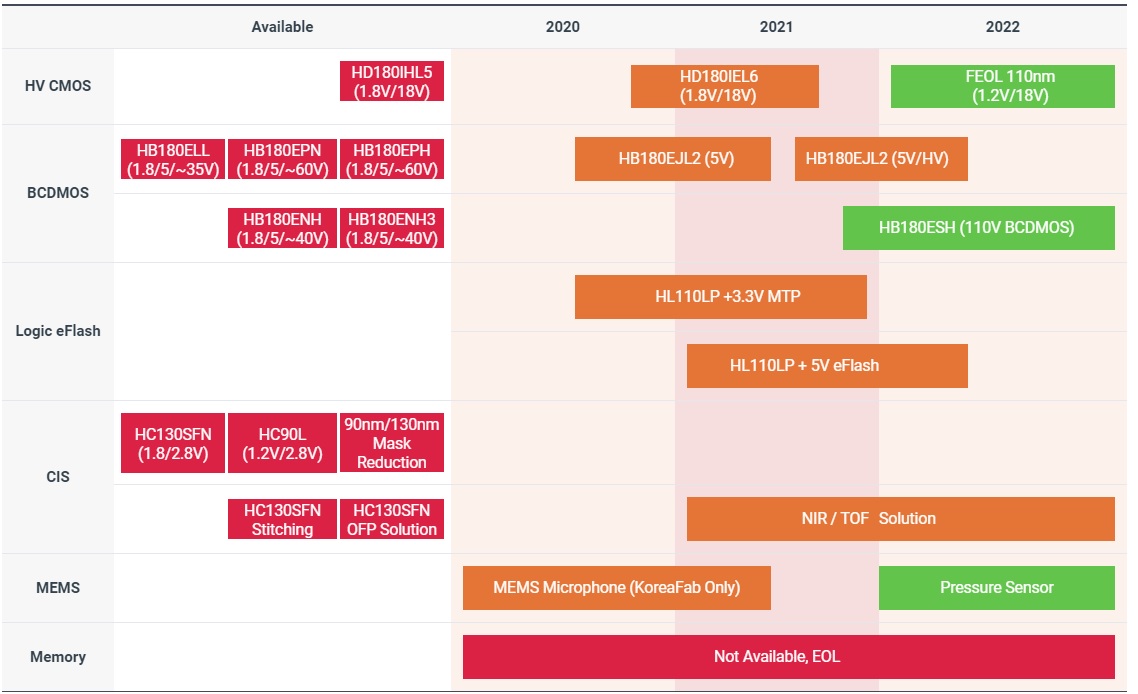 Available
2020
2021
2022
HV CMOS
HD180IHL5
(1.8V/18V)
HD180IEL6
(1.8V/18V)
FEOL 110nm
(1.2V/18V)
BCDMOS
HB180ELL
(1.8/5/~35V)
HB180EPN
(1.8/5/~60V)
HB180EPH
(1.8/5/~60V)
HB180EJL2 (5V)
HB180EJL2 (5V/HV)
HB180ENH
(1.8/5/~40V)
HB180ENH3
(1.8/5/~40V)
HB180ESH (110V BCDMOS)
Logic eFlash
HL110LP +3.3V MTP
HL110LP + 5V eFlash
CIS
HC130SFN
(1.8/2.8V)
HC90L
(1.2V/2.8V)
90nm/130nm
Mask
Reduction
HC130SFN
Stitching
HC130SFN
OFP Solution
NIR / TOF Solution
MEMS
MEMS Microphone (KoreaFab Only)
Pressure Sensor
Memory
Not Available, EOL